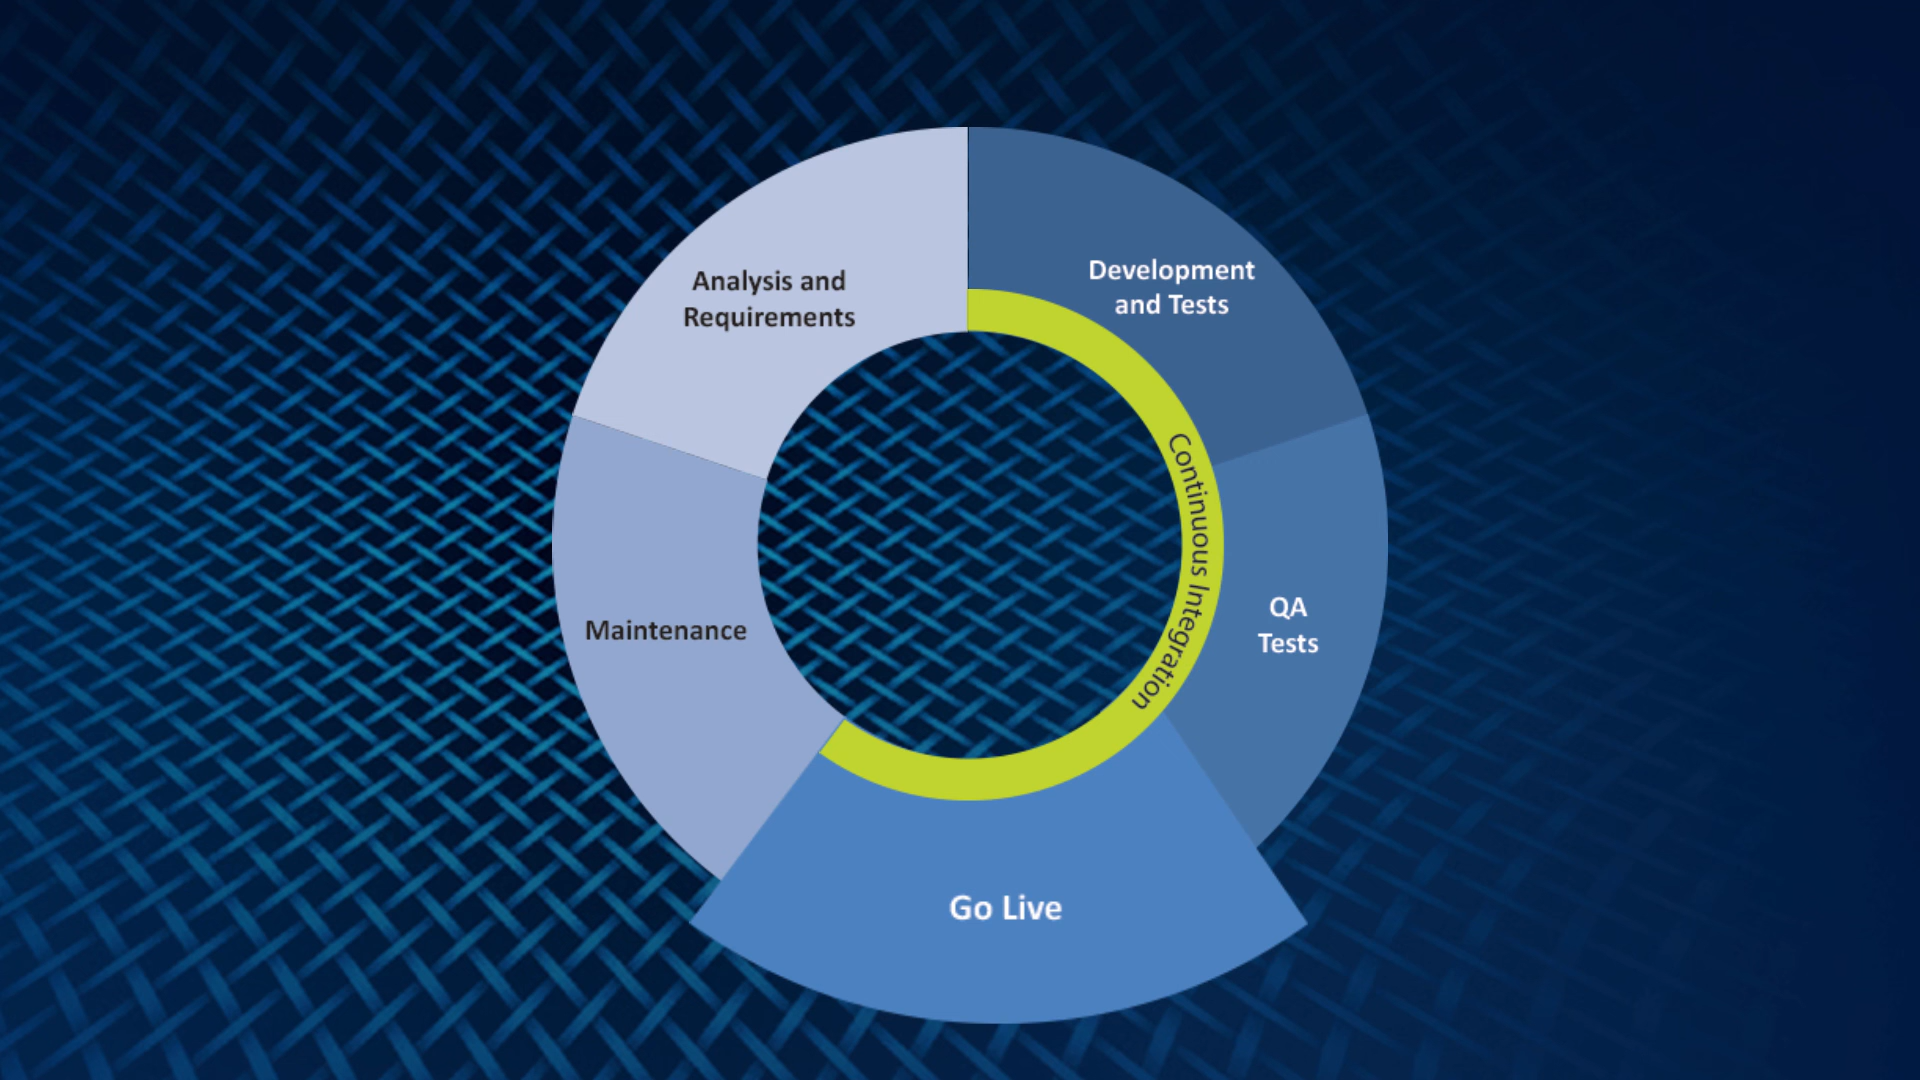 Analysis and
Requirements
Development
and Tests
Continuous Integration
QA
Tests
Maintenance
Go Live